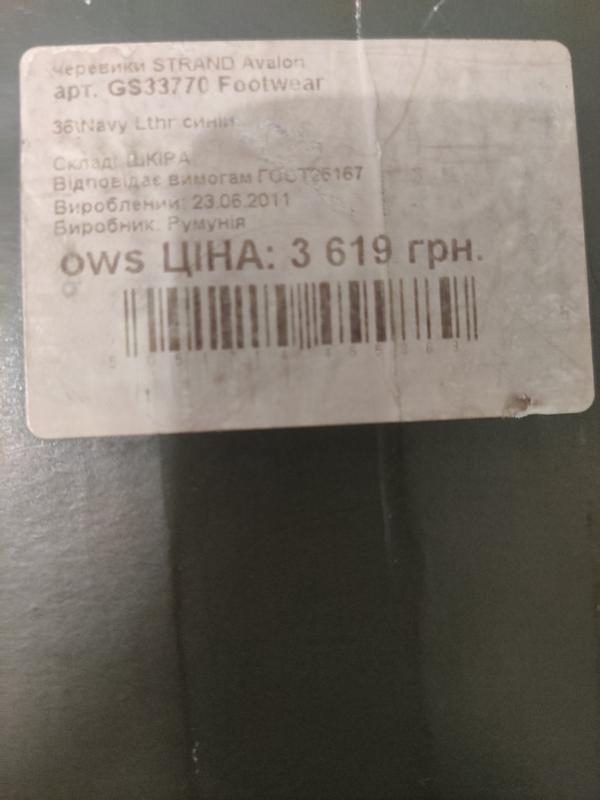 черевики STRAND Avalon
арт. GS33770 Footwear
36\Navy Lthr синій
Склад: ШКІРА
Відповідає вимогам ГОСТ26167
Вироблений: 23.06.2011
Виробник: Румунія
ows ЦІНА: 3 619 грн.